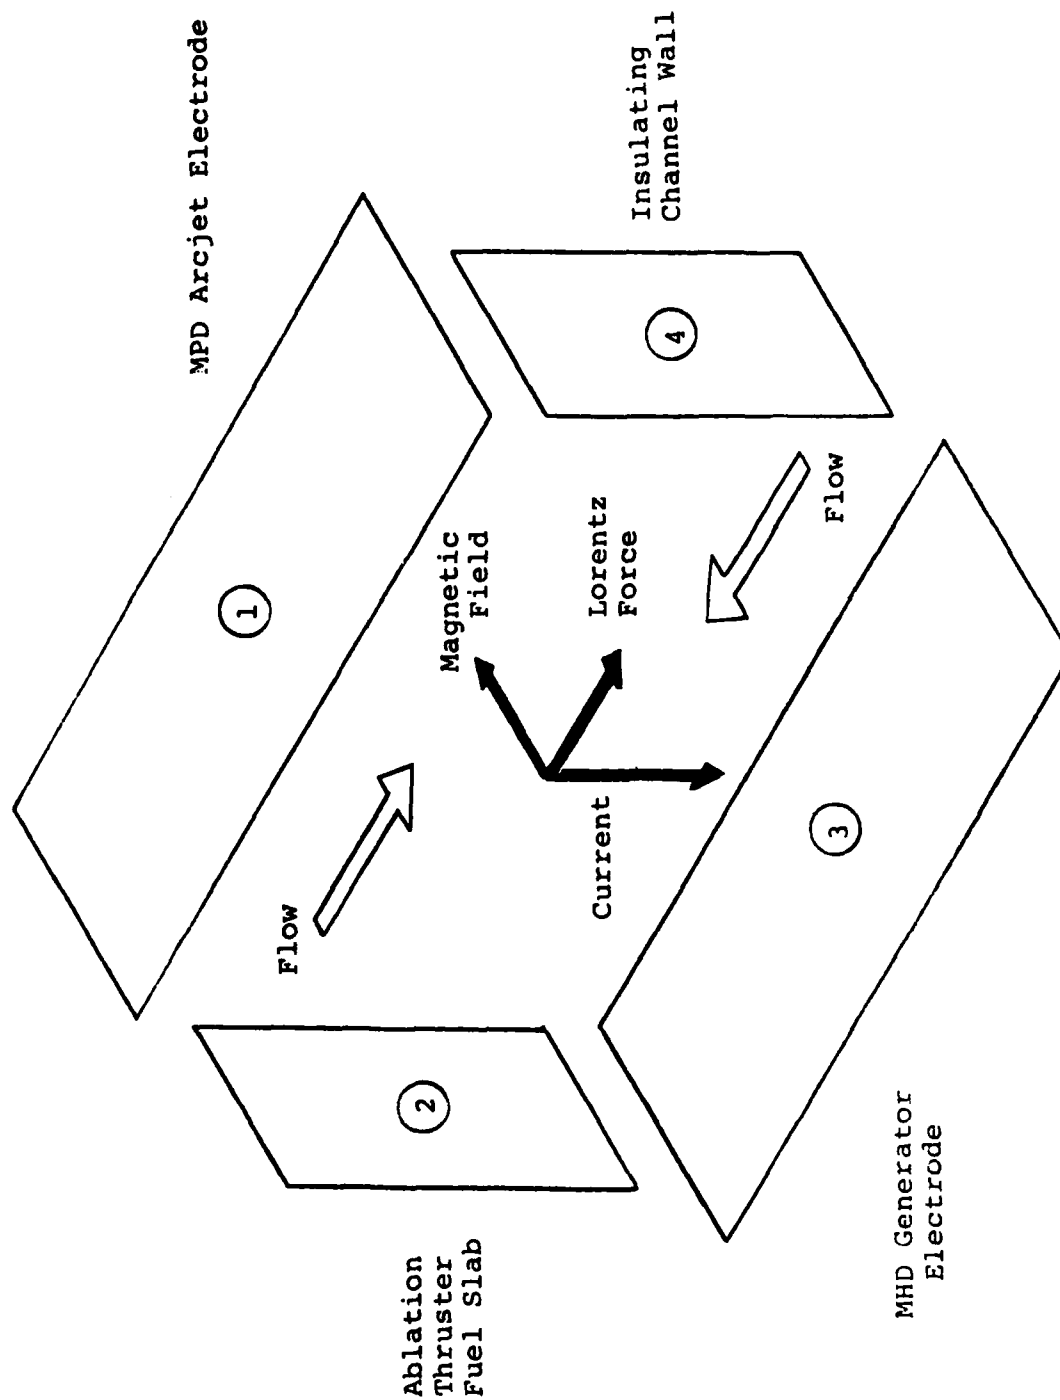 MPD Arcjet Electrode
1
Flow
Ablation
Thruster
Fuel Slab
2
Magnetic
Field
Current
Lorentz
Force
Insulating
Channel Wall
4
3
Flow
MHD Generator
Electrode